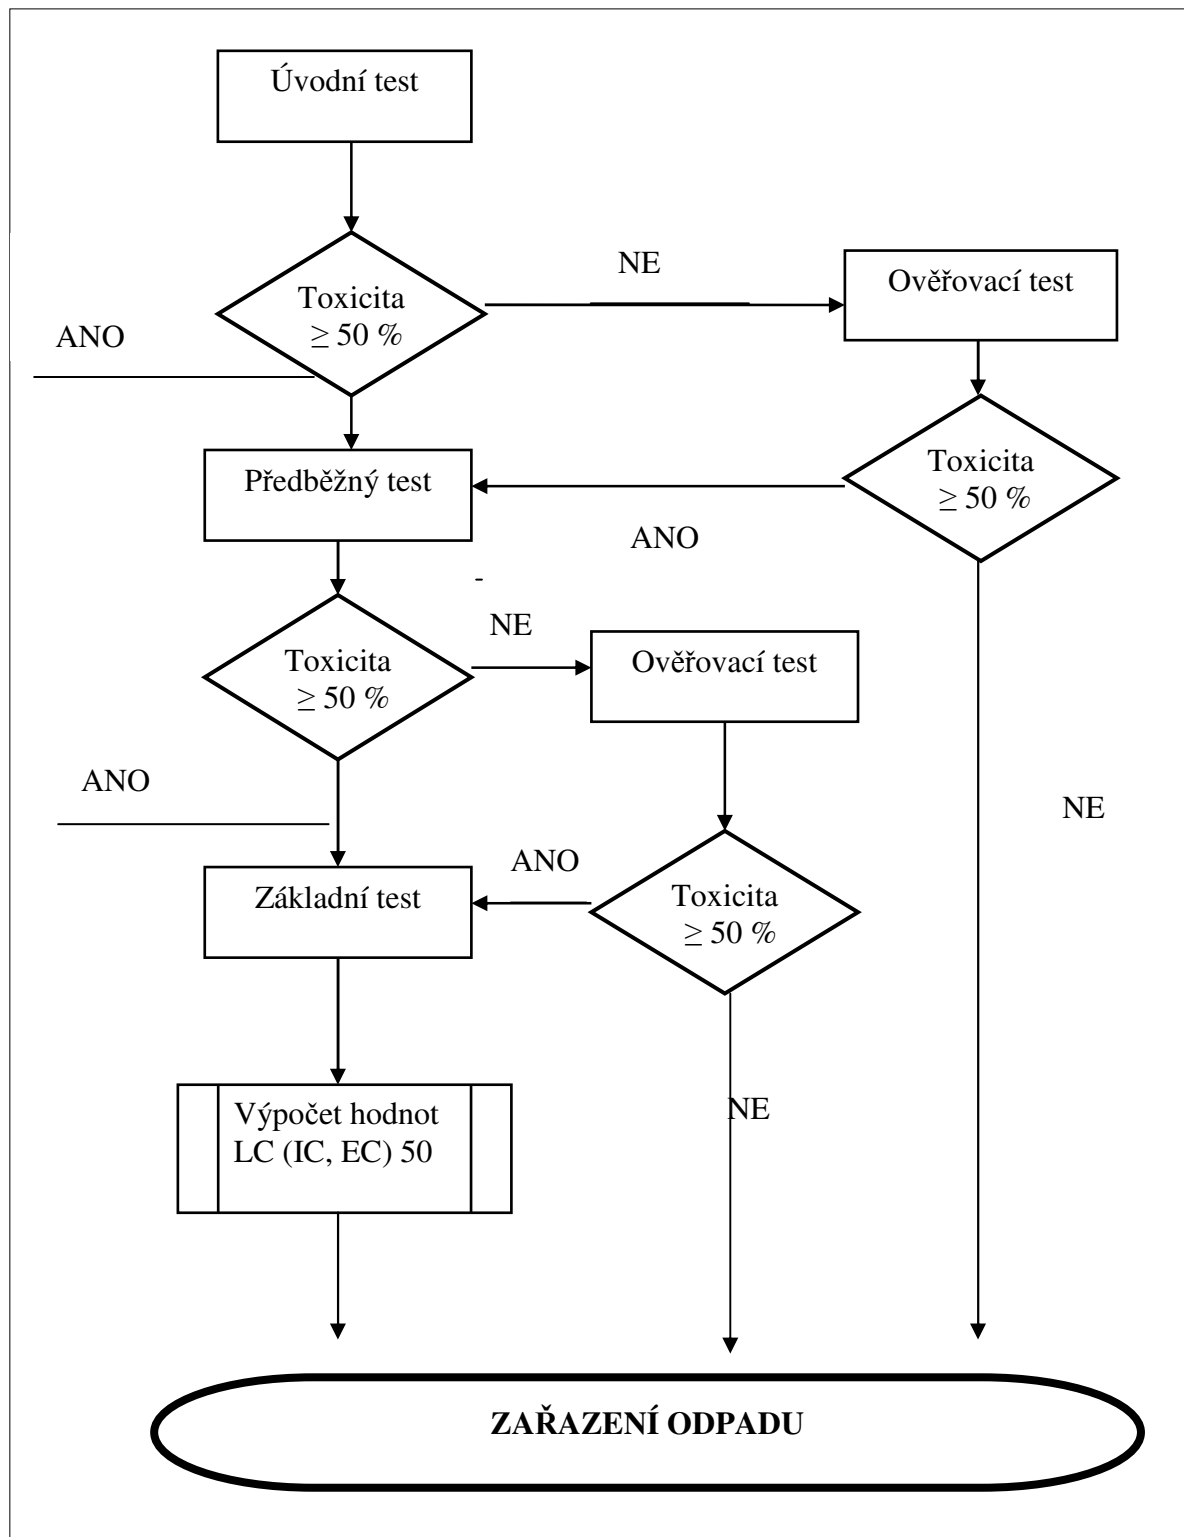 Úvodní test
NE
Ověřovací test
Toxicita
≥ 50 %
ANO
Toxicita
≥ 50 %
Předběžný test
ANO
-
NE
Ověřovací test
Toxicita
≥ 50 %
ANO
NE
ANO
Toxicita
≥ 50 %
Základní test
NE
Výpočet hodnot
LC (IC, EC) 50
ZAŘAZENÍ ODPADU